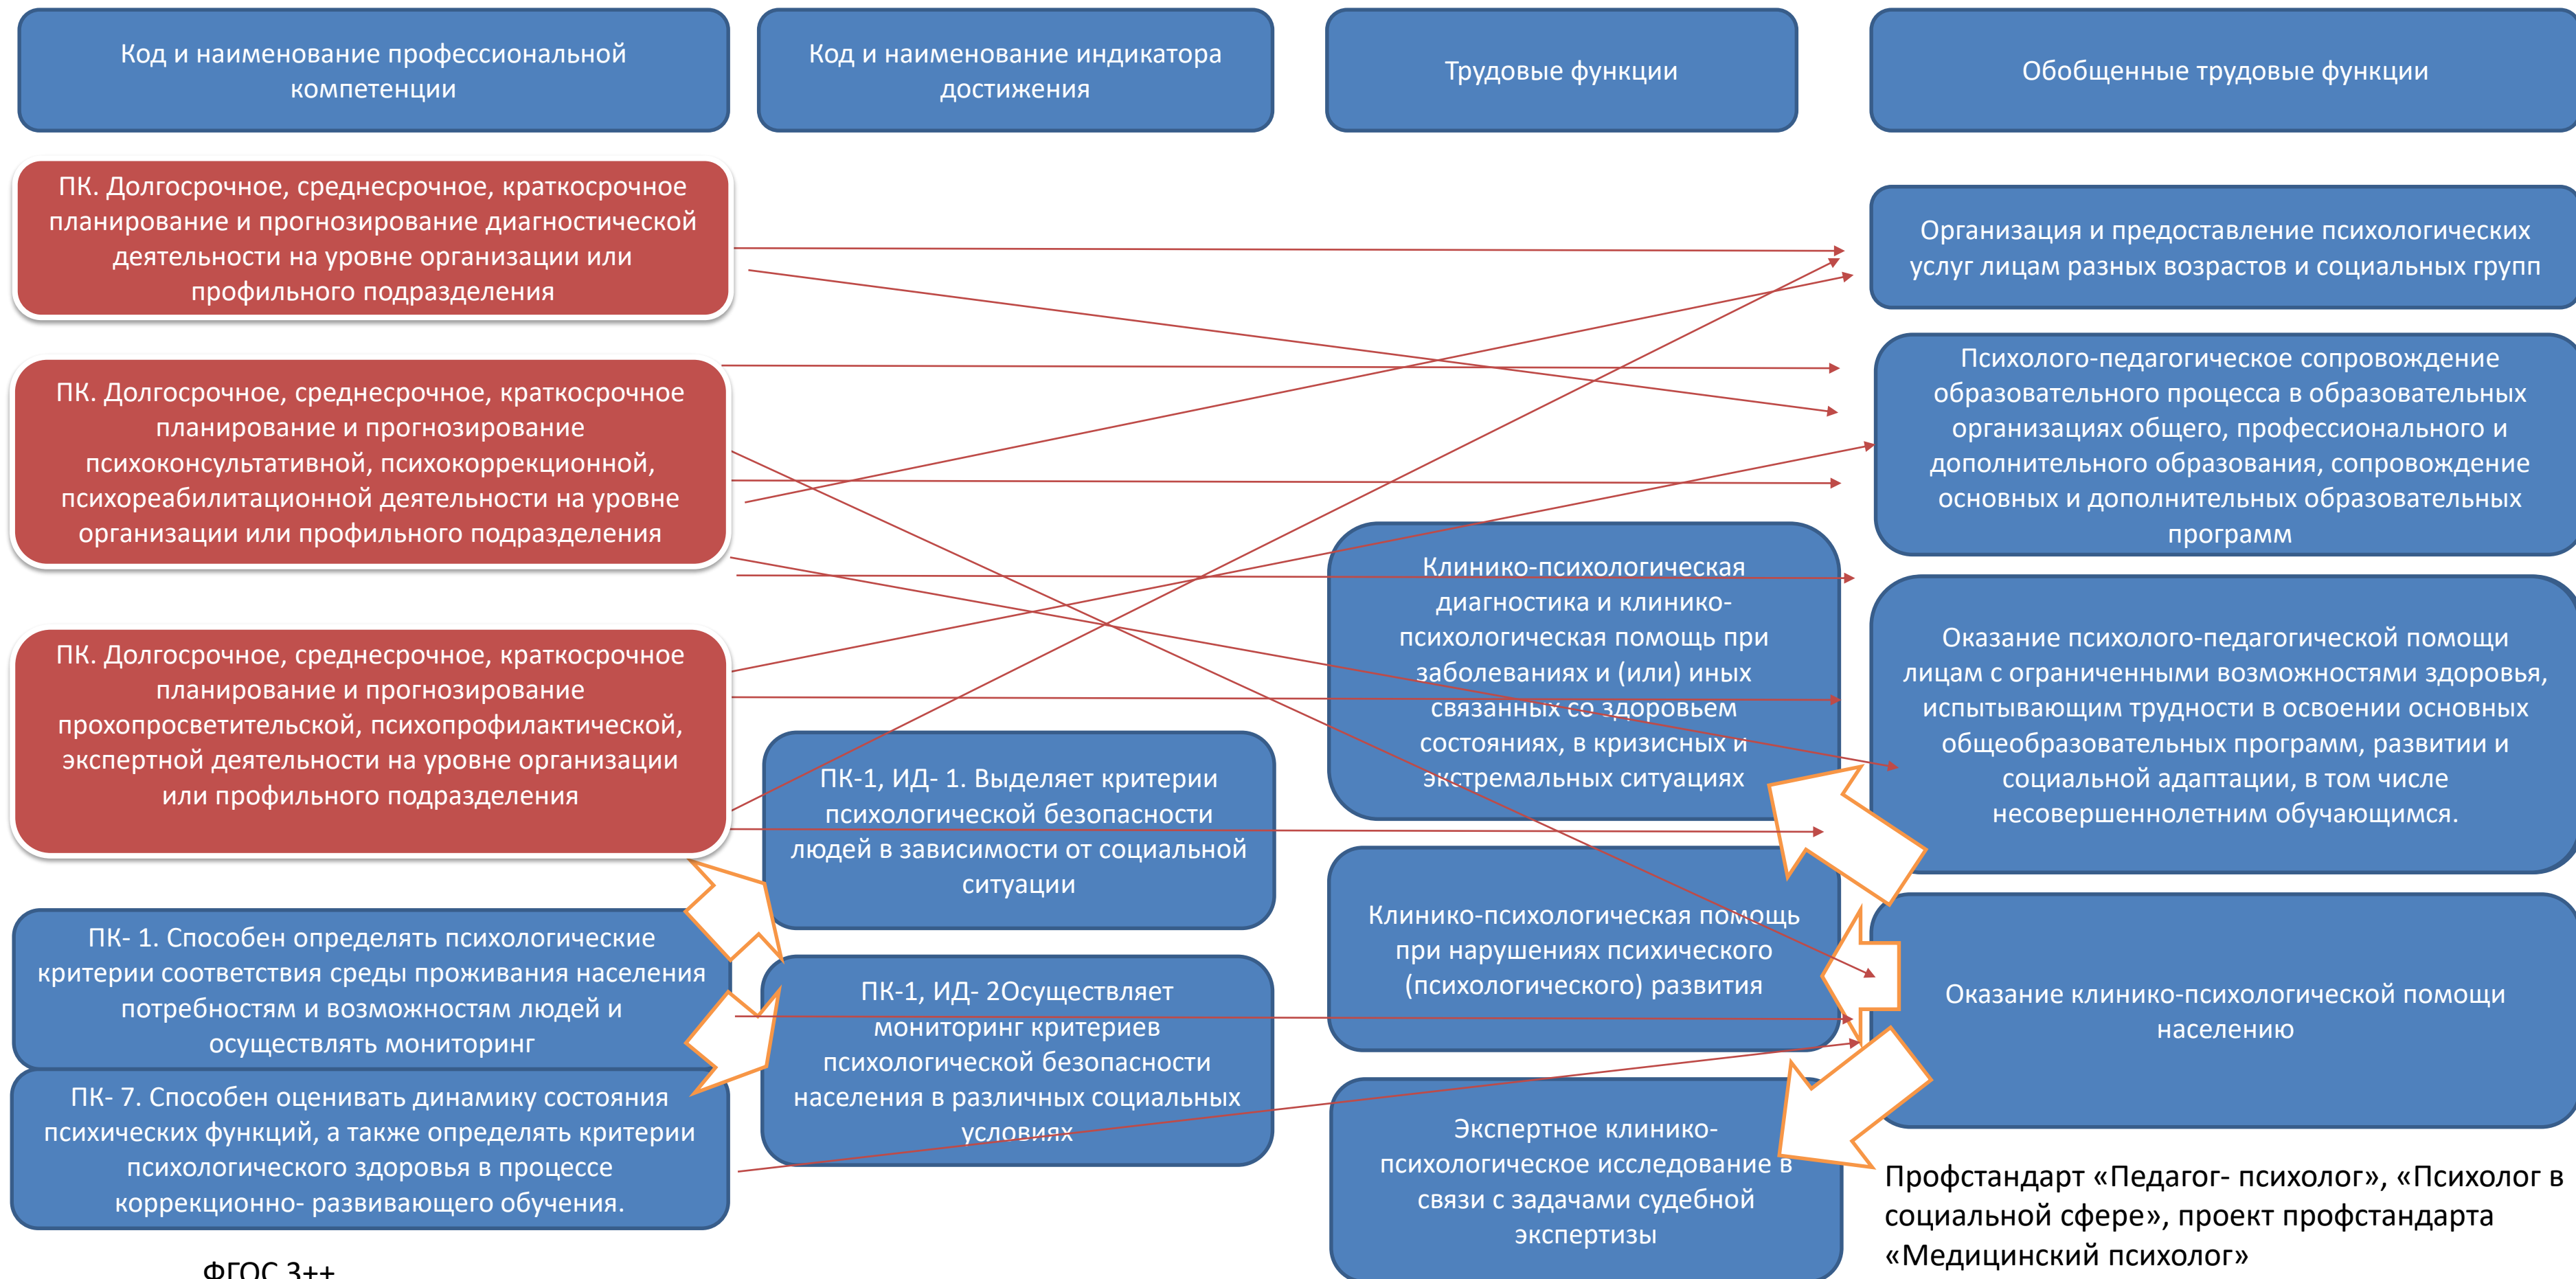 Код и наименование профессиональной
компетенции
Код и наименование индикатора
достижения
Трудовые функции
Обобщенные трудовые функции
ПК. Долгосрочное, среднесрочное, краткосрочное
планирование и прогнозирование диагностической
деятельности на уровне организации или
профильного подразделения
ПК. Долгосрочное, среднесрочное, краткосрочное
планирование и прогнозирование
психоконсультативной, психокоррекционной,
психореабилитационной деятельности на уровне
организации или профильного подразделения
ПК. Долгосрочное, среднесрочное, краткосрочное
планирование и прогнозирование
прохопросветительской, психопрофилактической,
экспертной деятельности на уровне организации
или профильного подразделения
ПК- 1. Способен определять психологические
критерии соответствия среды проживания населения
потребностям и возможностям людей и
осуществлять мониторинг
ПК- 7. Способен оценивать динамику состояния
психических функций, а также определять критерии
психологического здоровья в процессе
коррекционно- развивающего обучения.
ФГОС 3++
ПК-1, ИД- 1. Выделяет критерии
психологической безопасности
людей в зависимости от социальной
ситуации
ПК-1, ИД- 2Осуществляет
мониторинг критериев
психологической безопасности
населения в различных социальных
условиях
Клинико-психологическая
диагностика и клинико-
психологическая помощь при
заболеваниях и (или) иных
связанных со здоровьем
состояниях, в кризисных и
экстремальных ситуациях
Клинико-психологическая помощь
при нарушениях психического
(психологического) развития
Экспертное клинико-
психологическое исследование в
связи с задачами судебной
экспертизы
Организация и предоставление психологических
услуг лицам разных возрастов и социальных групп
Психолого-педагогическое сопровождение
образовательного процесса в образовательных
организациях общего, профессионального и
дополнительного образования, сопровождение
основных и дополнительных образовательных
программ
Оказание психолого-педагогической помощи
лицам с ограниченными возможностями здоровья,
испытывающим трудности в освоении основных
общеобразовательных программ, развитии и
социальной адаптации, в том числе
несовершеннолетним обучающимся.
Оказание клинико-психологической помощи
населению
Профстандарт «Педагог- психолог», «Психолог в
социальной сфере», проект профстандарта
«Медицинский психолог»